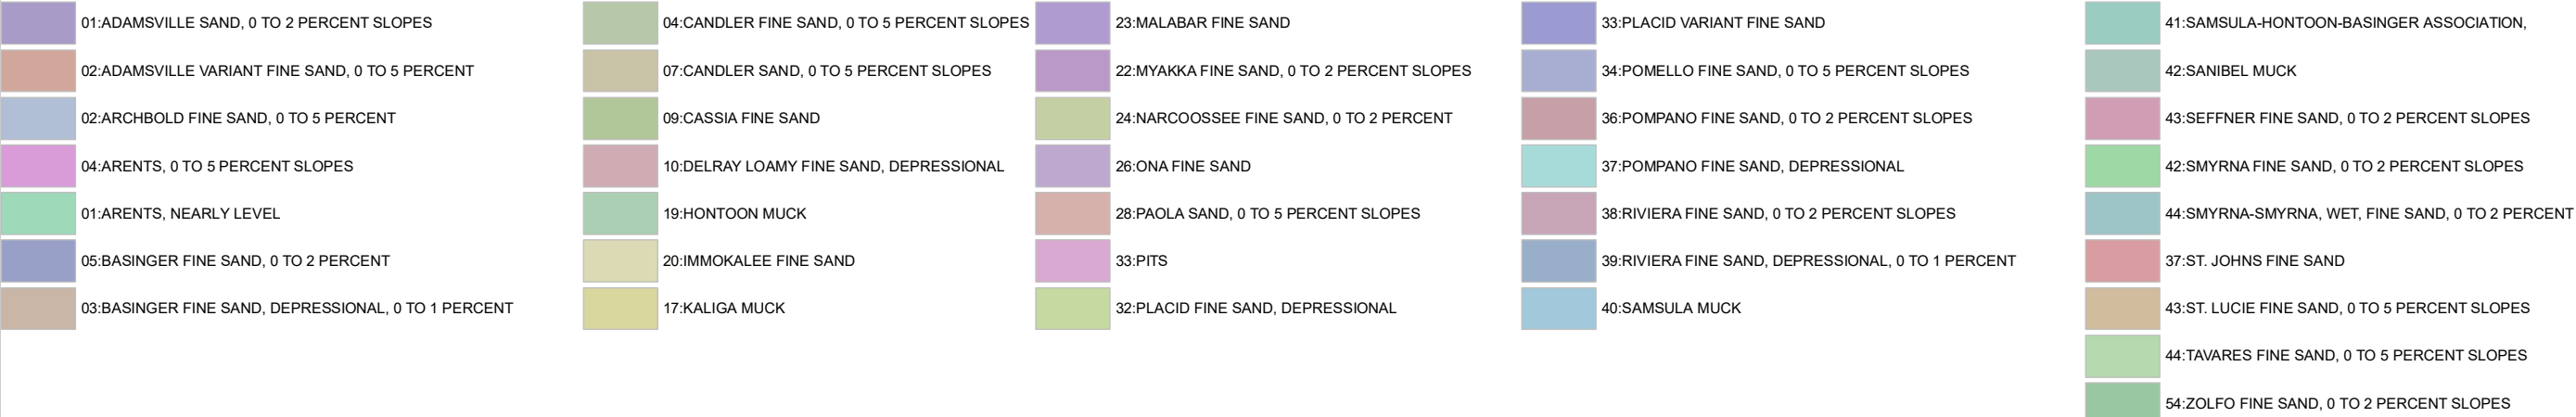 01:ADAMSVILLE SAND, 0 TO 2 PERCENT SLOPES
02:ADAMSVILLE VARIANT FINE SAND, 0 TO 5 PERCENT
02:ARCHBOLD FINE SAND, 0 TO 5 PERCENT
04:ARENTS, 0 TO 5 PERCENT SLOPES
01:ARENTS, NEARLY LEVEL
05:BASINGER FINE SAND, 0 TO 2 PERCENT
03:BASINGER FINE SAND, DEPRESSIONAL, 0 TO 1 PERCENT
04:CANDLER FINE SAND, 0 TO 5 PERCENT SLOPES
07:CANDLER SAND, 0 TO 5 PERCENT SLOPES
09:CASSIA FINE SAND
10:DELRAY LOAMY FINE SAND, DEPRESSIONAL
19:HONTOON MUCK
20:IMMOKALEE FINE SAND
17:KALIGA MUCK
23:MALABAR FINE SAND
22:MYAKKA FINE SAND, 0 TO 2 PERCENT SLOPES
24:NARCOOSSEE FINE SAND, 0 TO 2 PERCENT
26:ONA FINE SAND
28:PAOLA SAND, 0 TO 5 PERCENT SLOPES
33:PITS
32:PLACID FINE SAND, DEPRESSIONAL
33:PLACID VARIANT FINE SAND
34:POMELLO FINE SAND, 0 TO 5 PERCENT SLOPES
36:POMPANO FINE SAND, 0 TO 2 PERCENT SLOPES
37:POMPANO FINE SAND, DEPRESSIONAL
38:RIVIERA FINE SAND, 0 TO 2 PERCENT SLOPES
39:RIVIERA FINE SAND, DEPRESSIONAL, 0 TO 1 PERCENT
40:SAMSULA MUCK
41:SAMSULA-HONTOON-BASINGER ASSOCIATION,
42:SANIBEL MUCK
43:SEFFNER FINE SAND, 0 TO 2 PERCENT SLOPES
42:SMYRNA FINE SAND, 0 TO 2 PERCENT SLOPES
44:SMYRNA-SMYRNA, WET, FINE SAND, 0 TO 2 PERCENT
37:ST. JOHNS FINE SAND
43:ST. LUCIE FINE SAND, 0 TO 5 PERCENT SLOPES
44:TAVARES FINE SAND, 0 TO 5 PERCENT SLOPES
54:ZOLFO FINE SAND, 0 TO 2 PERCENT SLOPES